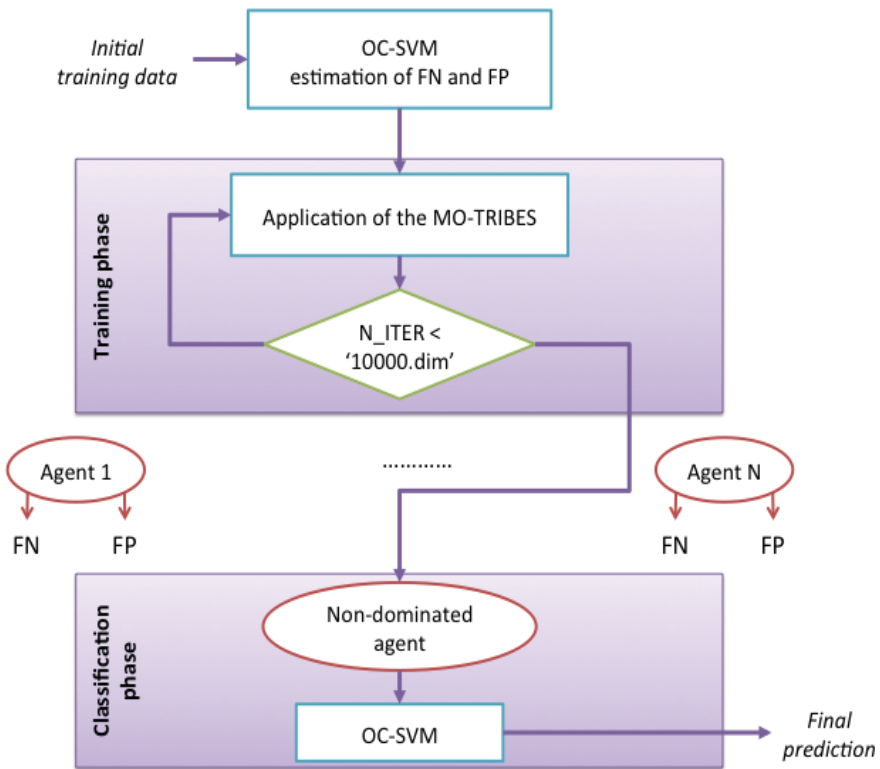 Initial
training data
OC-SVM
estimation of FN and FP
Training phase
Application of the MO-TRIBES
N_ITER <
‘10000.dim’
Agent 1
FN
FP
............
Agent N
FN
FP
Classification
phase
Non-dominated
agent
OC-SVM
Final
prediction